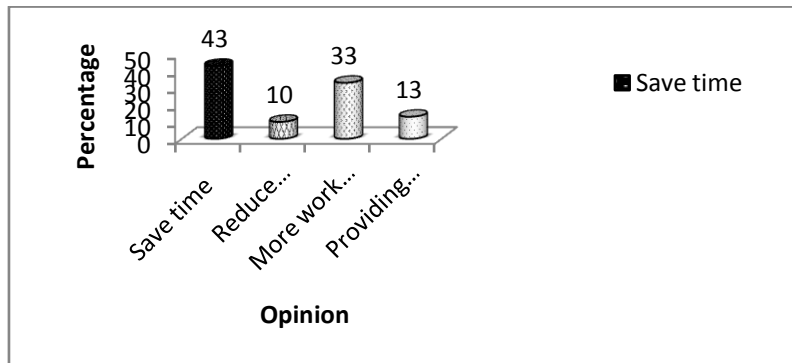 43
10
33
13
50
40
30
20
10
0
Percentage
Save time
Reduce...
More work...
Providing...
Opinion
Save time